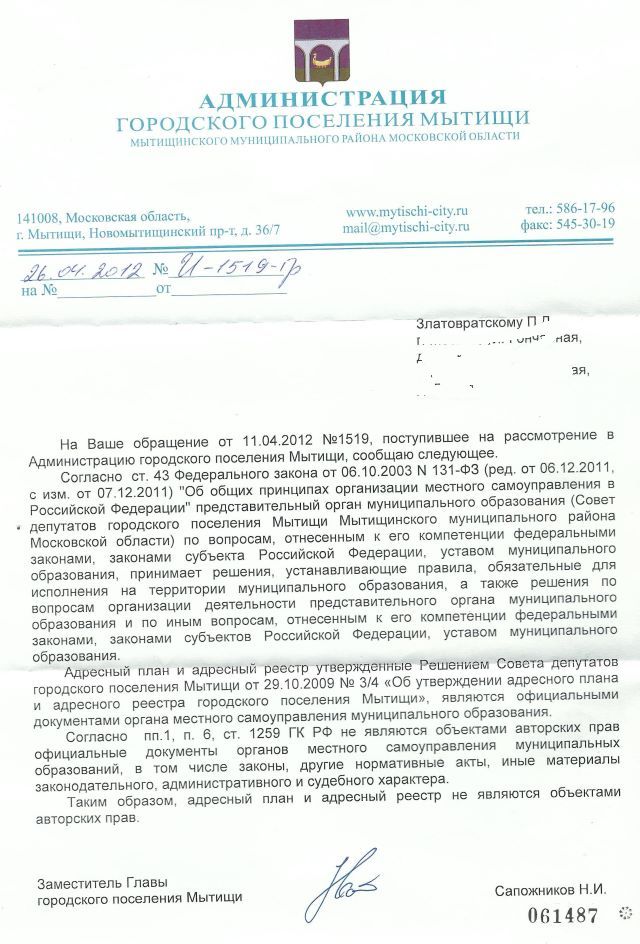 АДМИНИСТРАЦИЯ
ГОРОДСКОГО ПОСЕЛЕНИЯ МЫТИЩИ
МЫТИЩИНСКОГО МУНИЦИПАЛЬНОГО РАЙОНА МОСКОВСКОЙ ОБЛАСТИ
141008, Московская область,
г. Мытищи, Новомытищинский пр-т, д. 36/7
www.mytischi-city.ru
mail@mytischi-city.ru
тел.: 586-17-96
факс: 545-30-19
26.04.2012 № И-1519-гр
на №____________от______________
Златовратскому П
На Ваше обращение от 11.04.2012 №1519, поступившее на рассмотрение в
Администрацию городского поселения Мытищи, сообщаю следующее.
Согласно ст. 43 Федерального закона от 06.10.2003 N 131-ФЗ (ред. от 06.12.2011,
с изм. от 07.12.2011) "Об общих принципах организации местного самоуправления в
Российской Федерации" представительный орган муниципального образования (Совет
депутатов городского поселения Мытищи Мытищинского муниципального района
Московской области) по вопросам, отнесенным к его компетенции федеральными
законами, законами субъекта Российской Федерации, уставом муниципального
образования, принимает решения, устанавливающие правила, обязательные для
исполнения на территории муниципального образования, а также решения по
вопросам организации деятельности представительного органа муниципального
образования и по иным вопросам, отнесенным к его компетенции федеральными
законами, законами субъектов Российской Федерации, уставом муниципального
образования.
Адресный план и адресный реестр утвержденные Решением Совета депутатов
городского поселения Мытищи от 29.10.2009 № 3/4 «Об утверждении адресного плана
и адресного реестра городского поселения Мытищи», являются официальными
документами органа местного самоуправления муниципального образования.
Согласно пп.1, п. 6, ст. 1259 ГК РФ не являются объектами авторских прав
официальные документы органов местного самоуправления муниципальных
образований, в том числе законы, другие нормативные акты, иные материалы
законодательного, административного и судебного характера.
Таким образом, адресный план и адресный реестр не являются объектами
авторских прав.
Заместитель Главы
городского поселения Мытищи
Сапожников Н.И.
061487